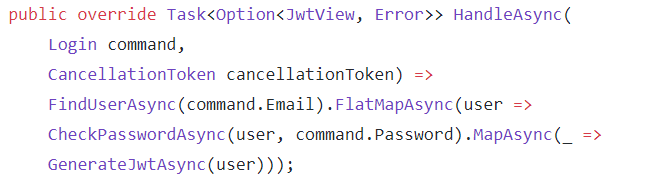 public override Task<Option<JwtView, Error>> HandleAsync(
Login command,
CancellationToken cancellationToken) =>
FindUserAsync(command.Email).FlatMapAsync(user =>
CheckPasswordAsync(user, command.Password).MapAsync(_ =>
GenerateJwtAsync(user)));